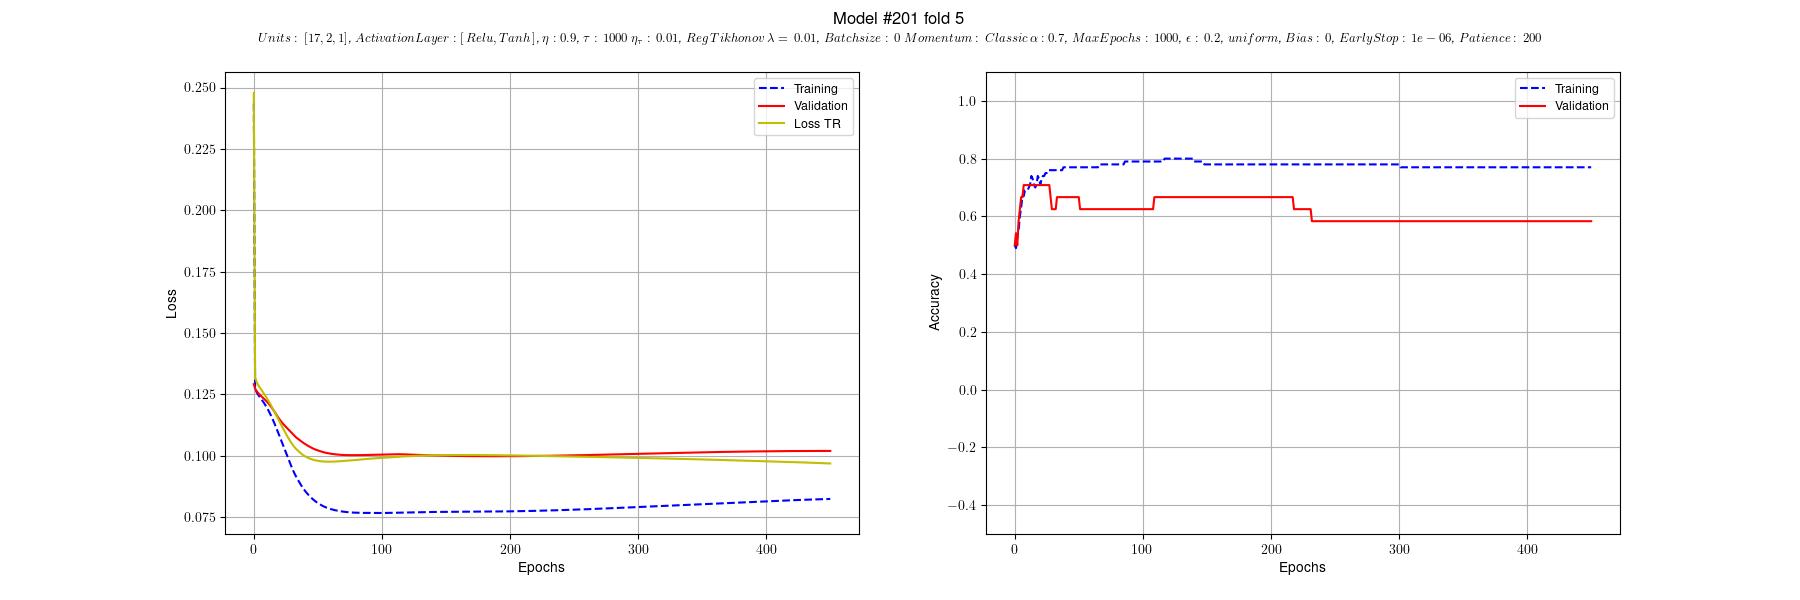 Model #201 fold 5
Units : [17, 2, 1], ActivationLayer : [Relu, Tanh], η : 0.9, τ : 1000 ητ : 0.01, RegTikhonov λ = 0.01, Batchsize : 0 Momentum : Classic α : 0.7, MaxEpochs : 1000, ϵ : 0.2, uniform, Bias : 0, EarlyStop : 1e − 06, Patience : 200
0.250
0.225
0.200
0.175
0.150
0.125
0.100
0.075
Loss
Training
Validation
Loss TR
0
100
200
300
400
Epochs
1.0
0.8
0.6
0.4
0.2
0.0
−0.2
−0.4
Accuracy
Training
Validation
0
100
200
300
400
Epochs